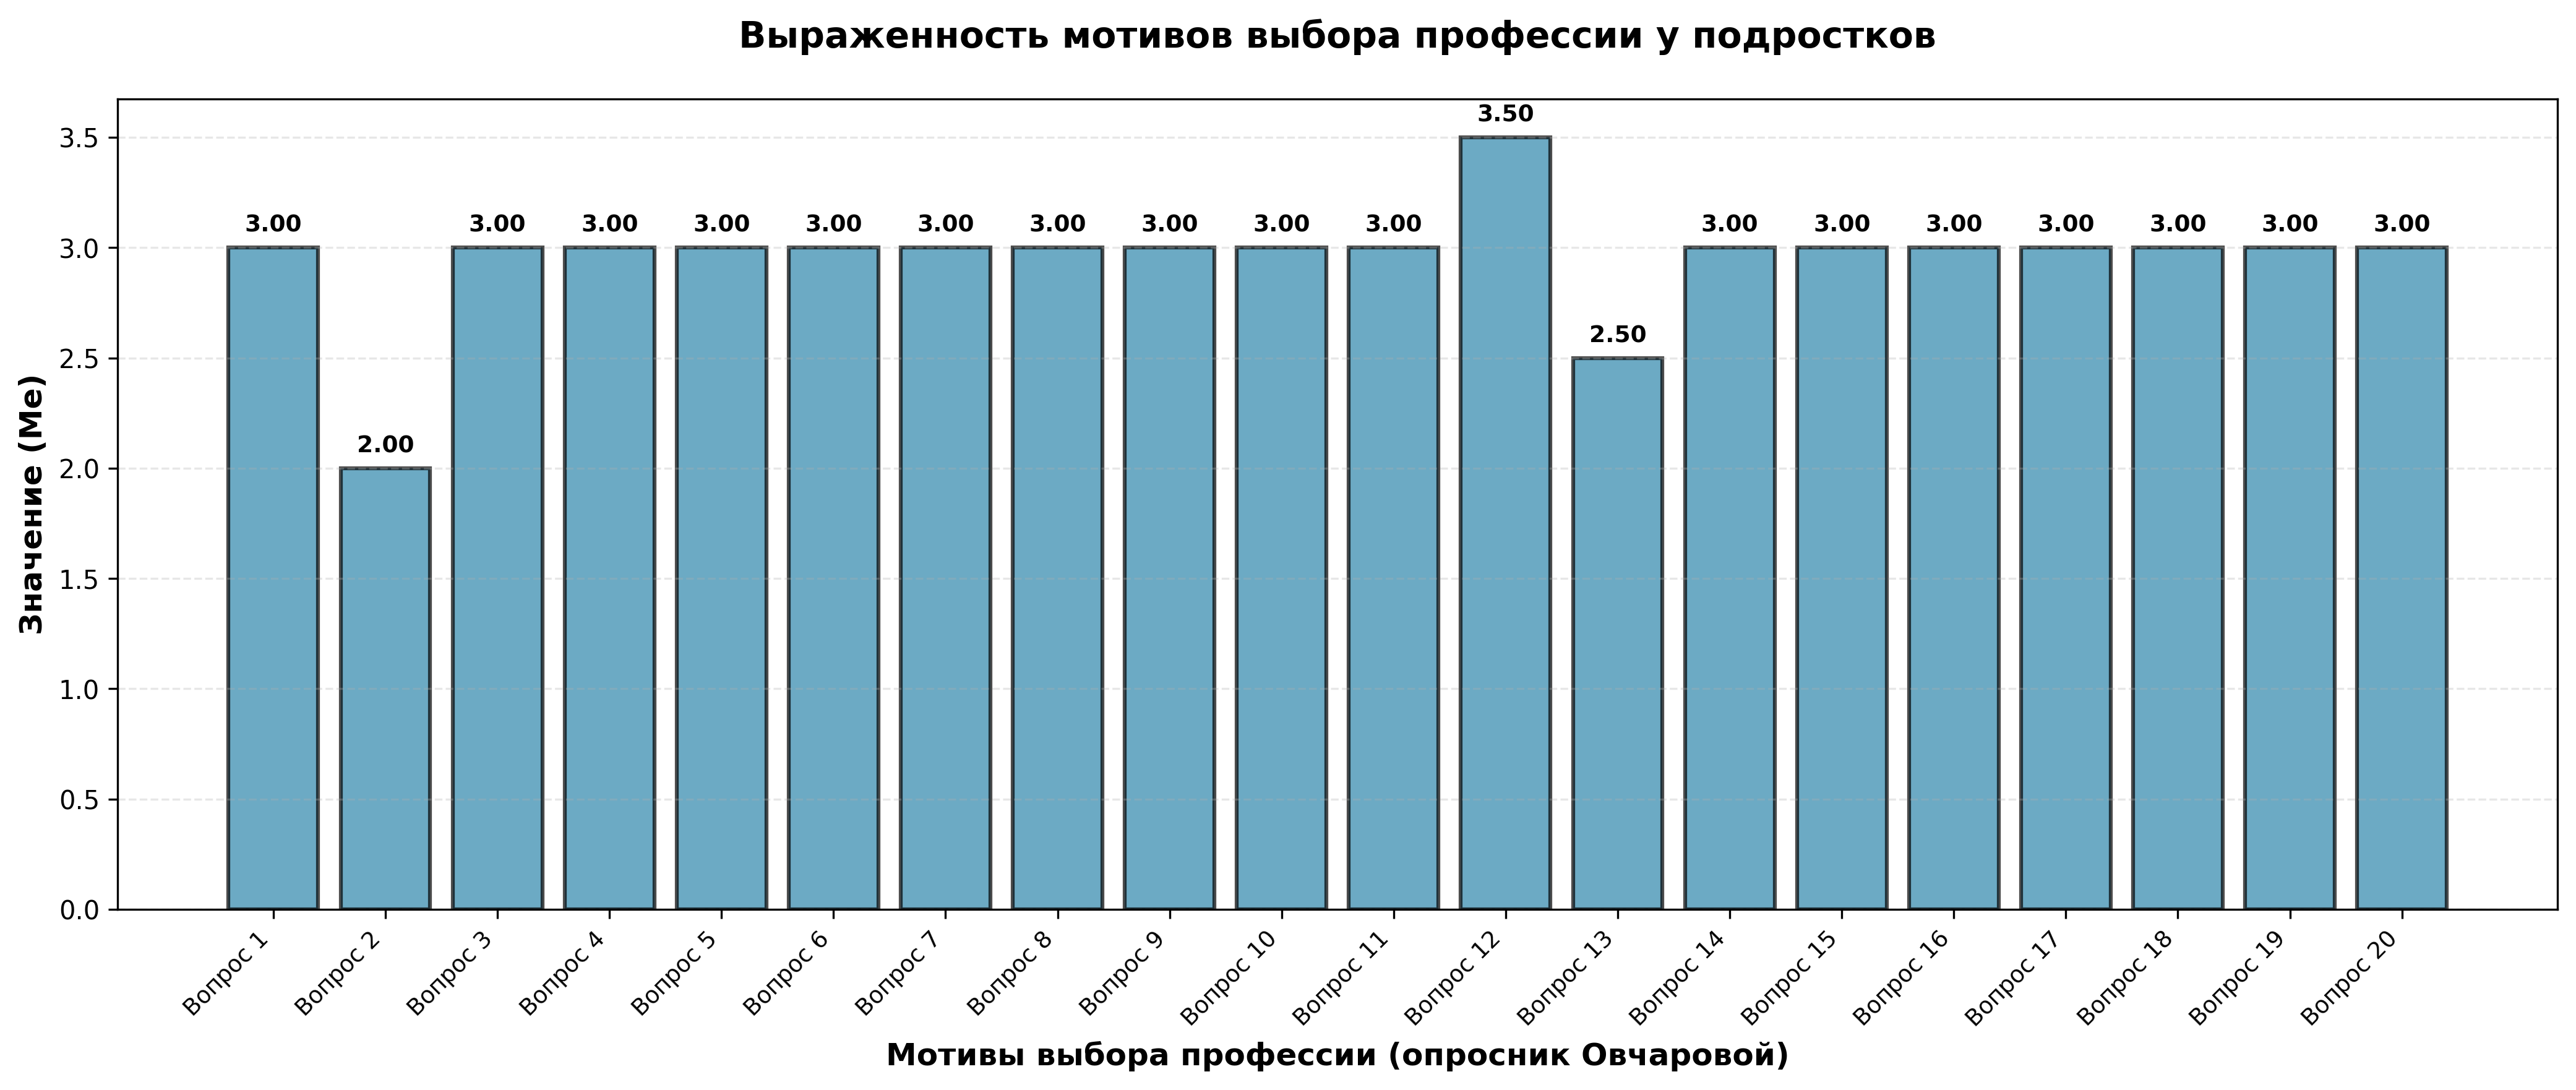 Выраженность мотивов выбора профессии у подростков
Значение (Ме)
3.5
3.0
2.5
2.0
1.5
1.0
0.5
0.0
3.00
2.00
3.00
3.00
3.00
3.00
3.00
3.00
3.00
3.00
3.00
3.50
2.50
3.00
3.00
3.00
3.00
3.00
3.00
3.00
Вопрос 1
Вопрос 2
Вопрос 3
Вопрос 4
Вопрос 5
Вопрос 6
Вопрос 7
Вопрос 8
Вопрос 9
Вопрос 10
Вопрос 11
Вопрос 12
Вопрос 13
Вопрос 14
Вопрос 15
Вопрос 16
Вопрос 17
Вопрос 18
Вопрос 19
Вопрос 20
Мотивы выбора профессии (опросник Овчаровой)